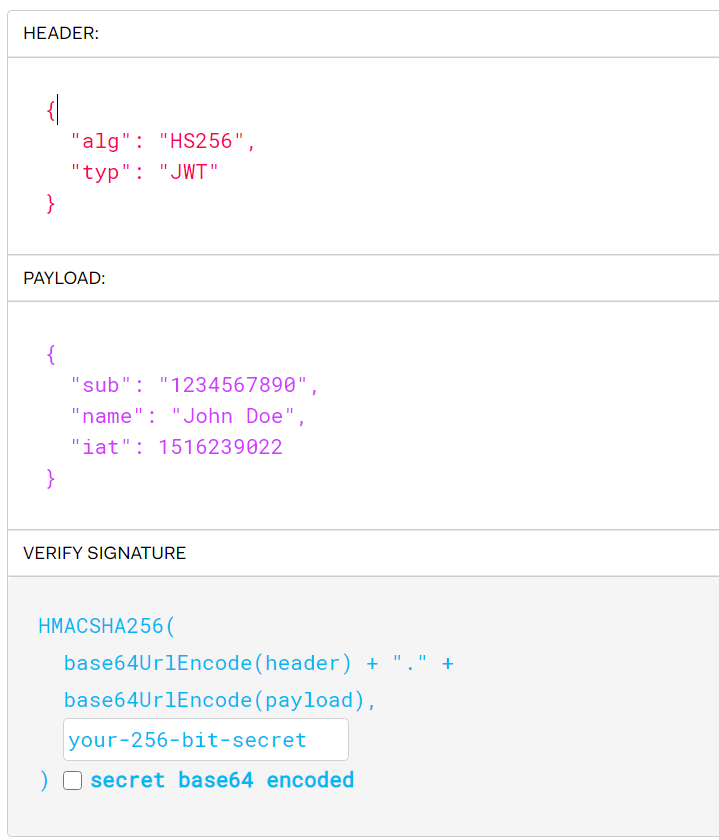 HEADER:
{
"alg": "HS256",
"typ": "JWT"
}
PAYLOAD:
{
"sub": "1234567890",
"name": "John Doe",
"iat": 1516239022
}
VERIFY SIGNATURE
HMACSHA256(
base64UrlEncode(header) + "." +
base64UrlEncode(payload),
your-256-bit-secret
) secret base64 encoded